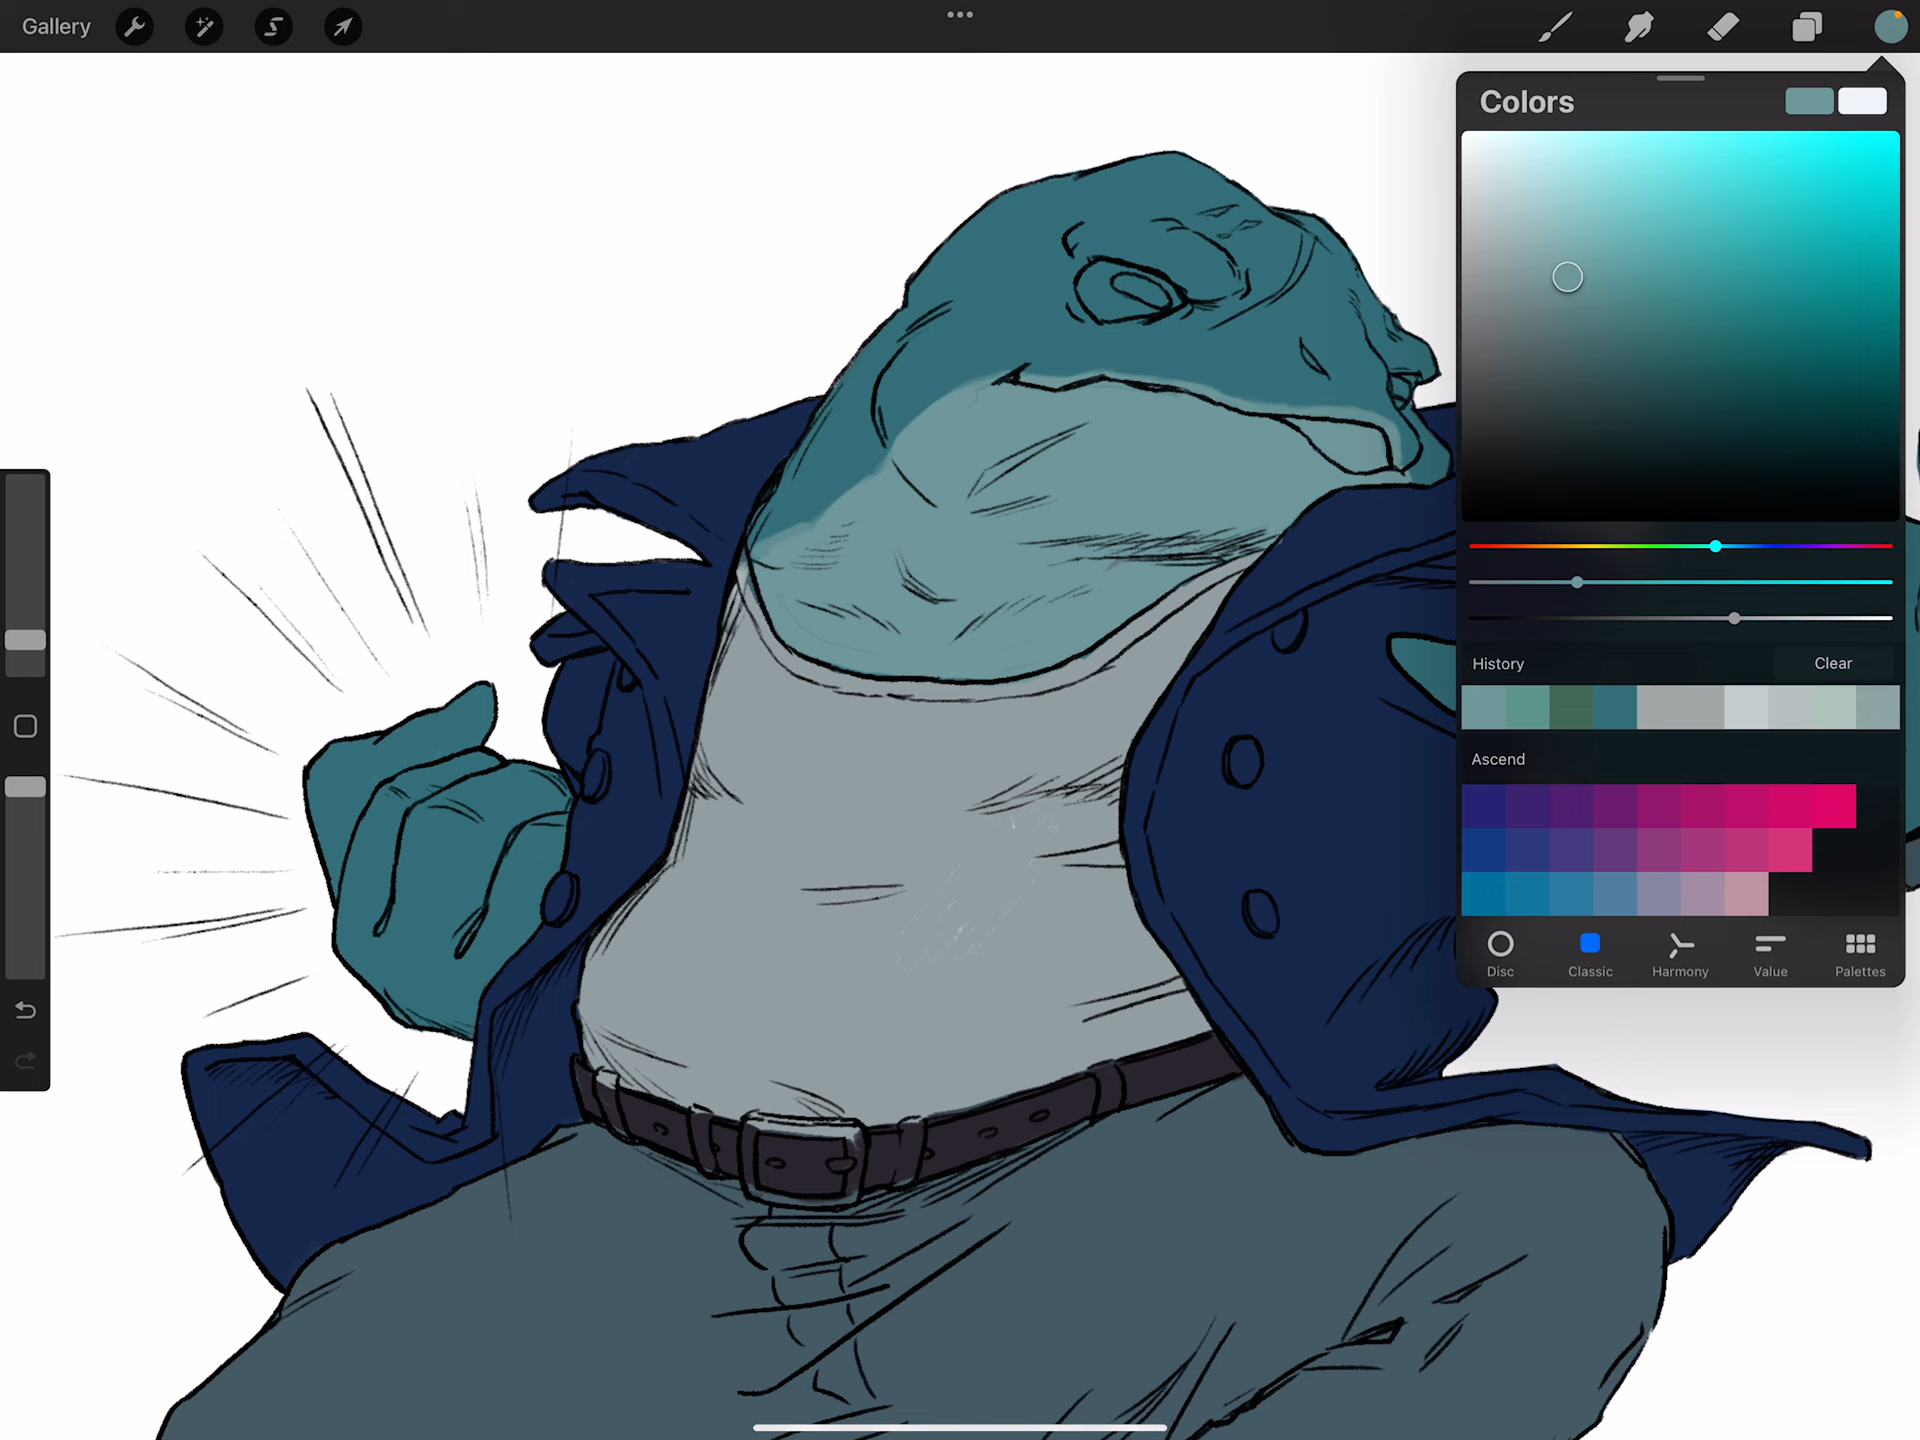 Gallery
Colors
History
Clear
Ascend
Disc
Classic
Harmony
Value
Palettes